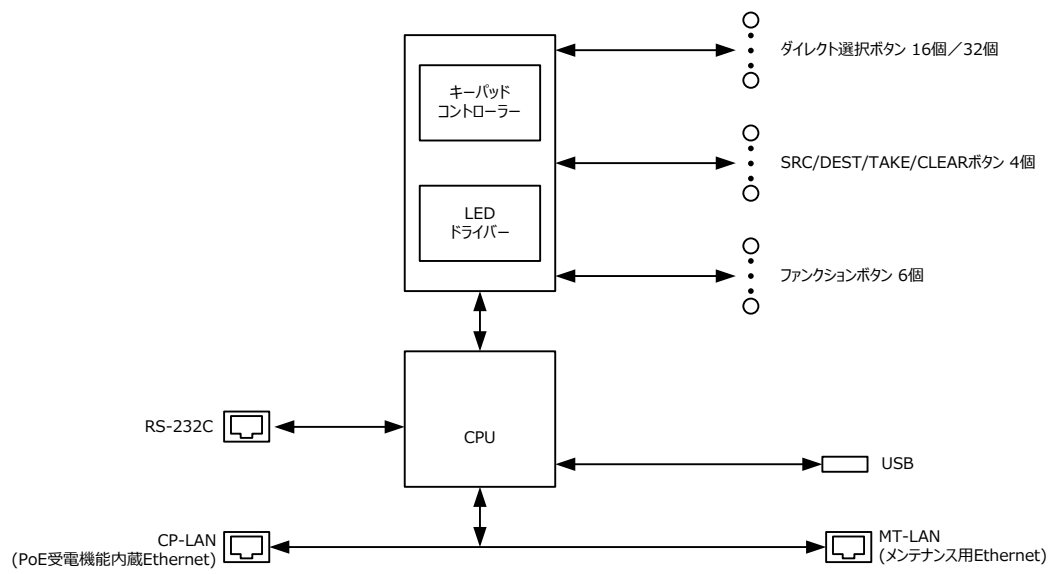 ダイレクト選択ボタン 16個／32個
キーパッド
コントローラー
SRC/DEST/TAKE/CLEARボタン 4個
LED
ドライバー
ファンクションボタン 6個
RS-232C
CPU
USB
CP-LAN
(PoE受電機能内蔵Ethernet)
MT-LAN
(メンテナンス用Ethernet)